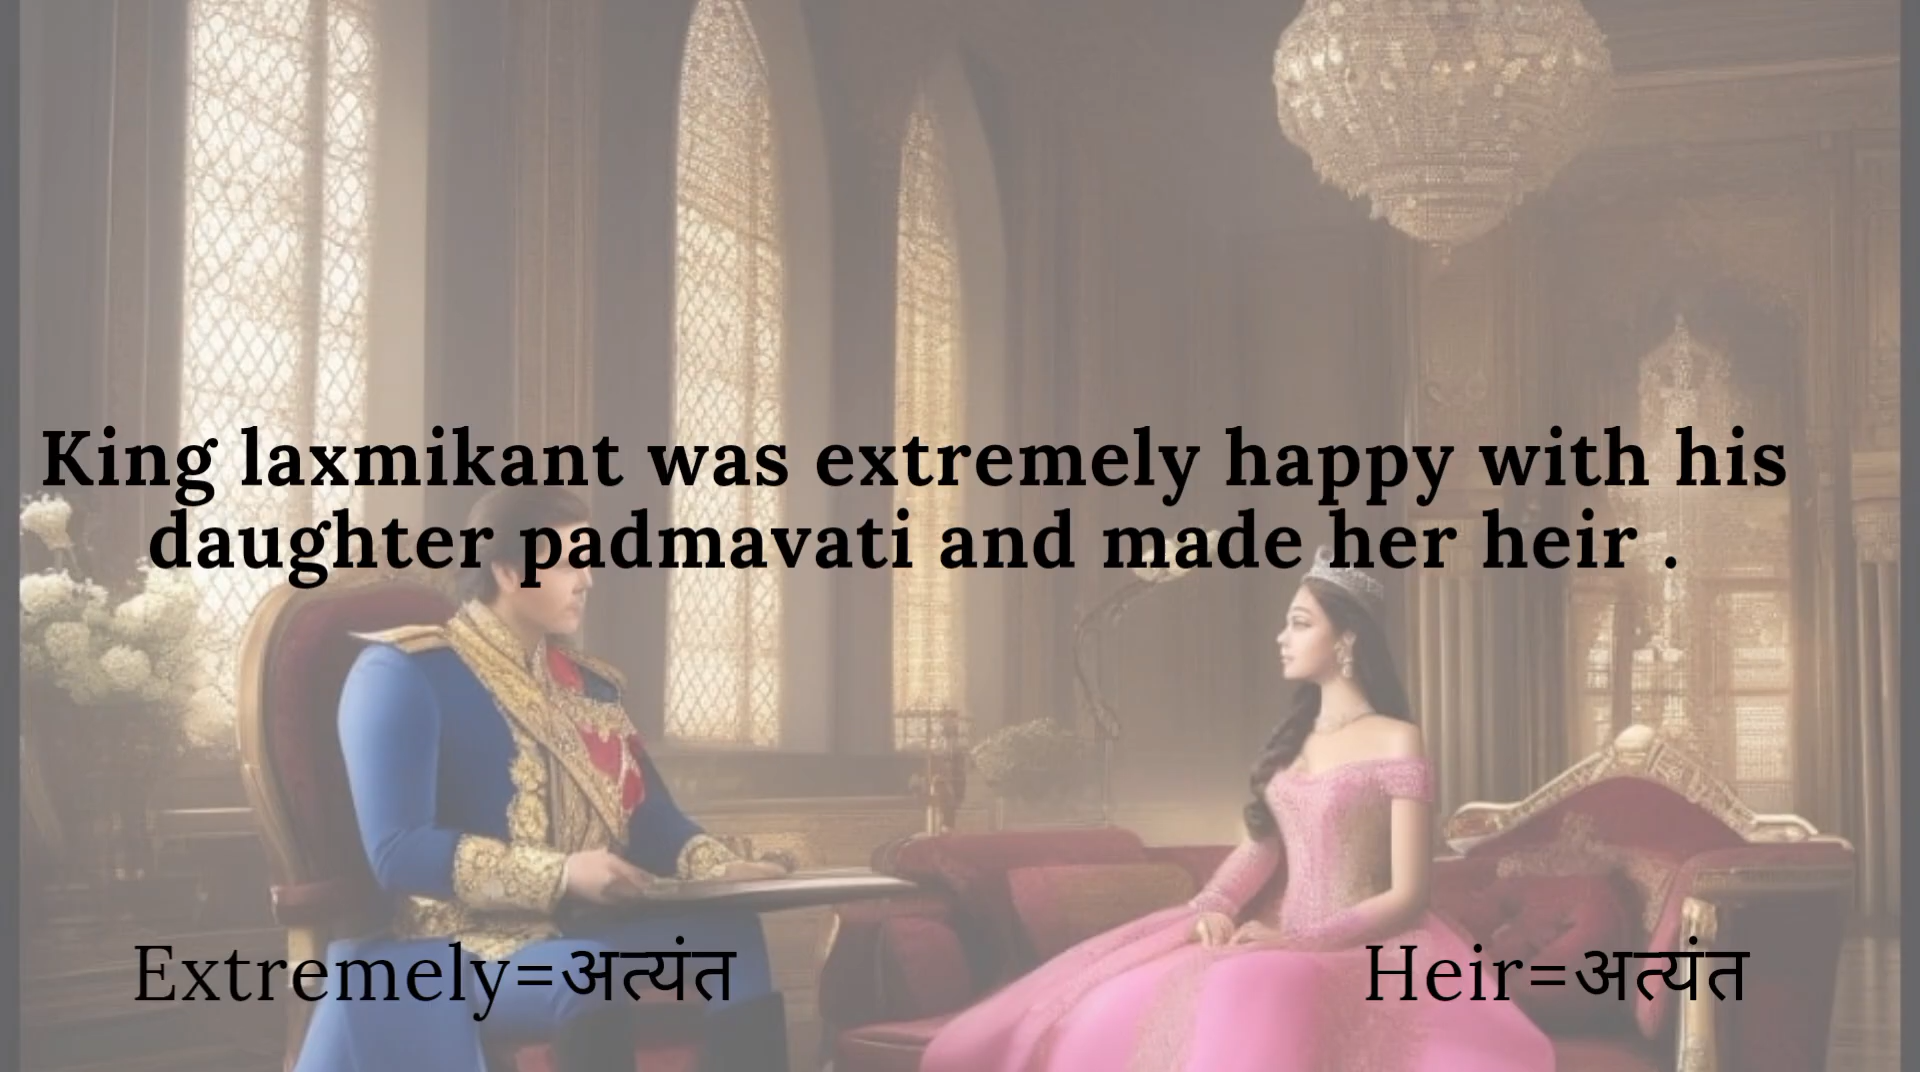 King laxmikant was extremely happy with his
daughter padmavati and made her heir .
Extremely=अत्यंत
Heir=अत्यंत